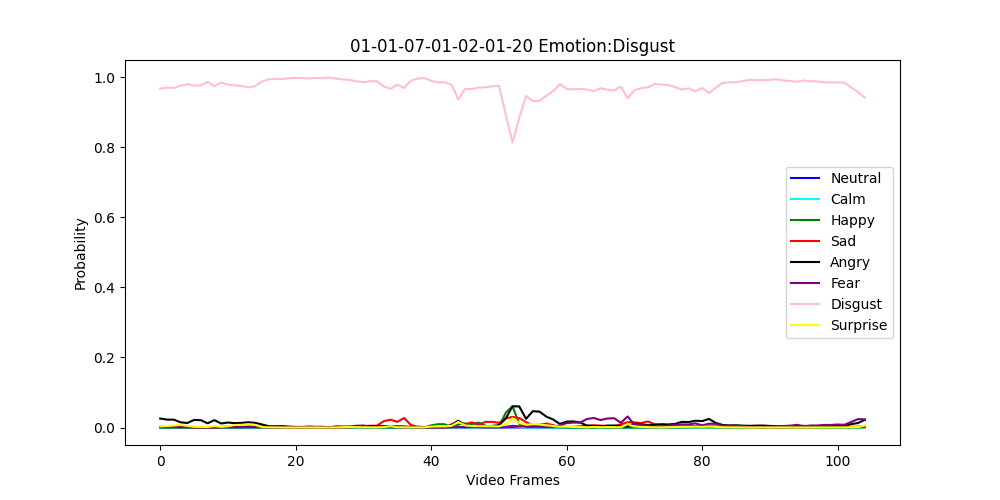 01-01-07-01-02-01-20 Emotion:Disgust
Probability
1.0
0.8
0.6
0.4
0.2
0.0
Neutral
Calm
Happy
Sad
Angry
Fear
Disgust
Surprise
0 20 40 60 80 100
Video Frames